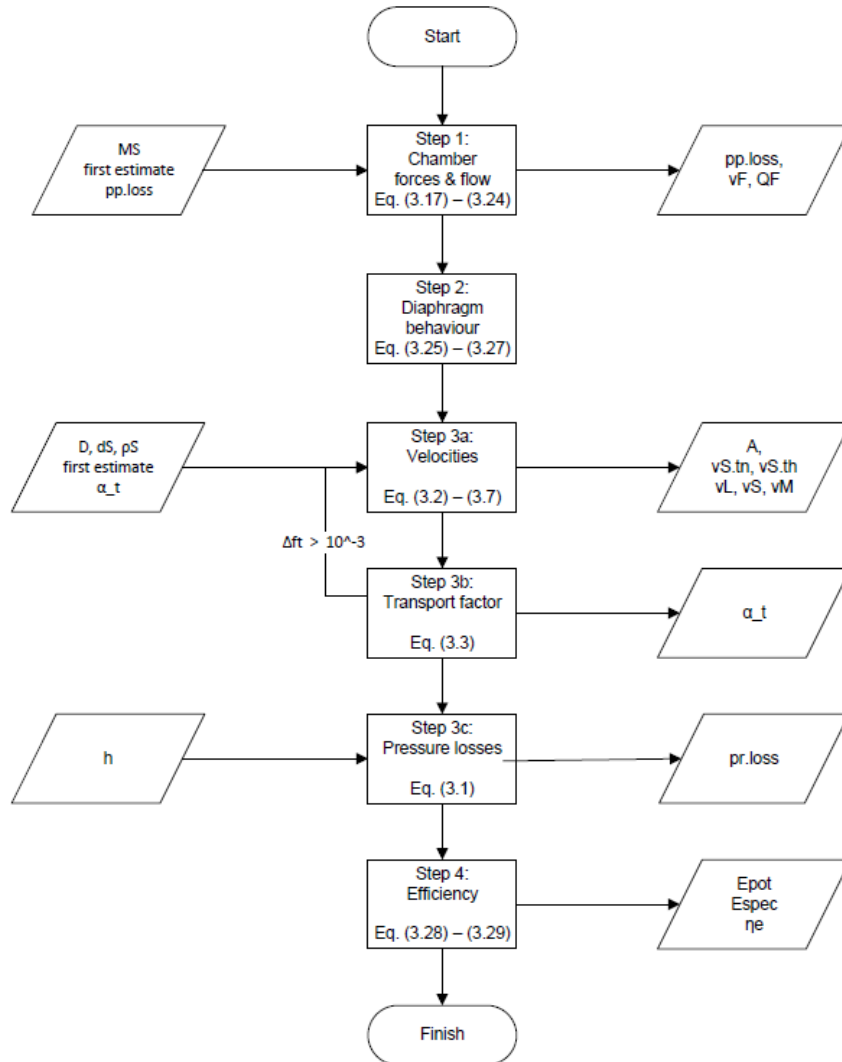 Start
MS
first estimate
pp.loss
Step 1:
Chamber
forces & flow
Eq. (3.17) – (3.24)
pp.loss,
vF, QF
Step 2:
Diaphragm
behaviour
Eq. (3.25) – (3.27)
D, dS, ρS
first estimate
α_t
Step 3a:
Velocities
Eq. (3.2) – (3.7)
A,
vS.tn, vS.th
vL, vS, vM
Δft > 10^-3
Step 3b:
Transport factor
Eq. (3.3)
α_t
h
Step 3c:
Pressure losses
Eq. (3.1)
pr.loss
Step 4:
Efficiency
Eq. (3.28) – (3.29)
Epot
Espec
ηe
Finish